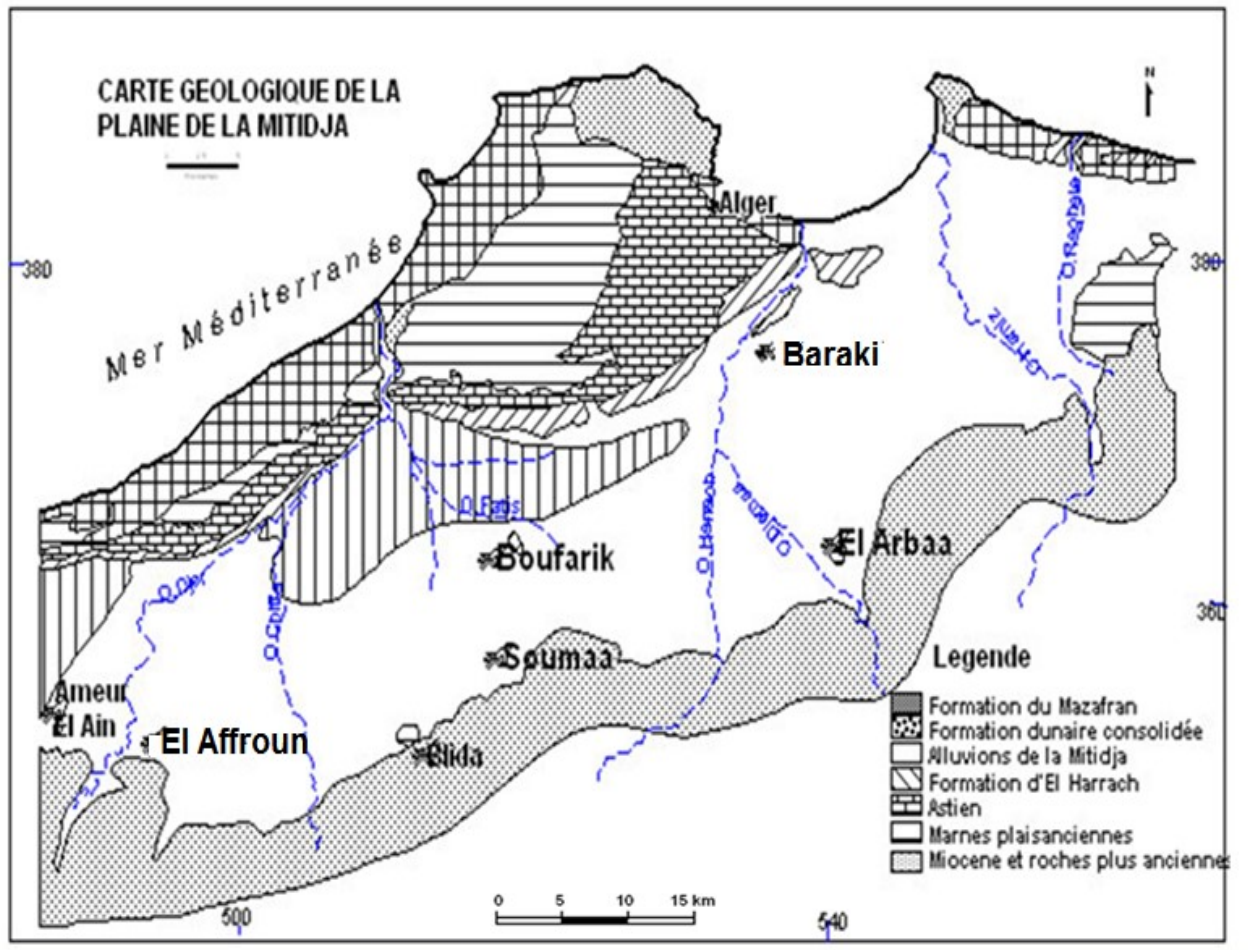 CARTE GEOLOGIQUE DE LA
PLAINE DE LA MITIDJA
N
Mer Méditerranée
Alger
380
380
O.Reghaia
O.Hamiz
Baraki
O.Fatis
Boufarik
O.Harrach
O.Djemaa
El Arbaa
O.Djer
O.Chiffa
360
Soumaa
Ameur
El Ain
El Affroun
Blida
Legende
Formation du Mazafran
Formation dunaire consolidée
Alluvions de la Mitidja
Formation d'El Harrach
Astien
Marnes plaisanciennes
Miocene et roches plus anciennes
0 5 10 15 km
500
540